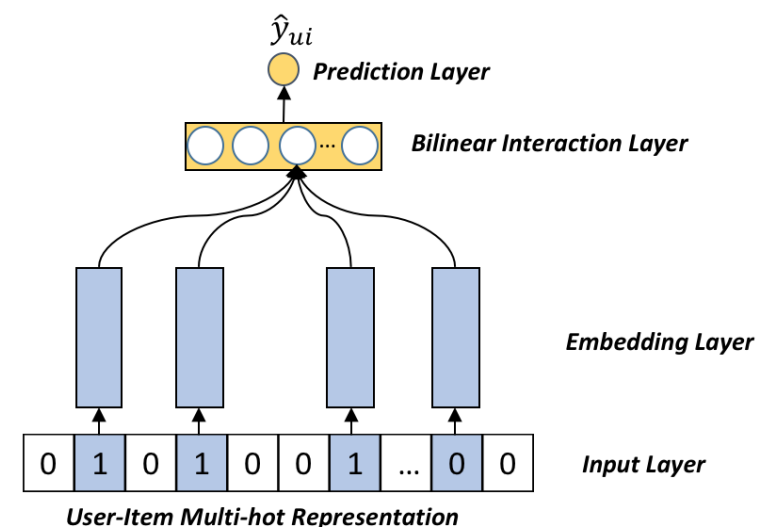 ŷui
Prediction Layer
... Bilinear Interaction Layer
Embedding Layer
0 1 0 1 0 0 1 ... 0 0 Input Layer
User-Item Multi-hot Representation